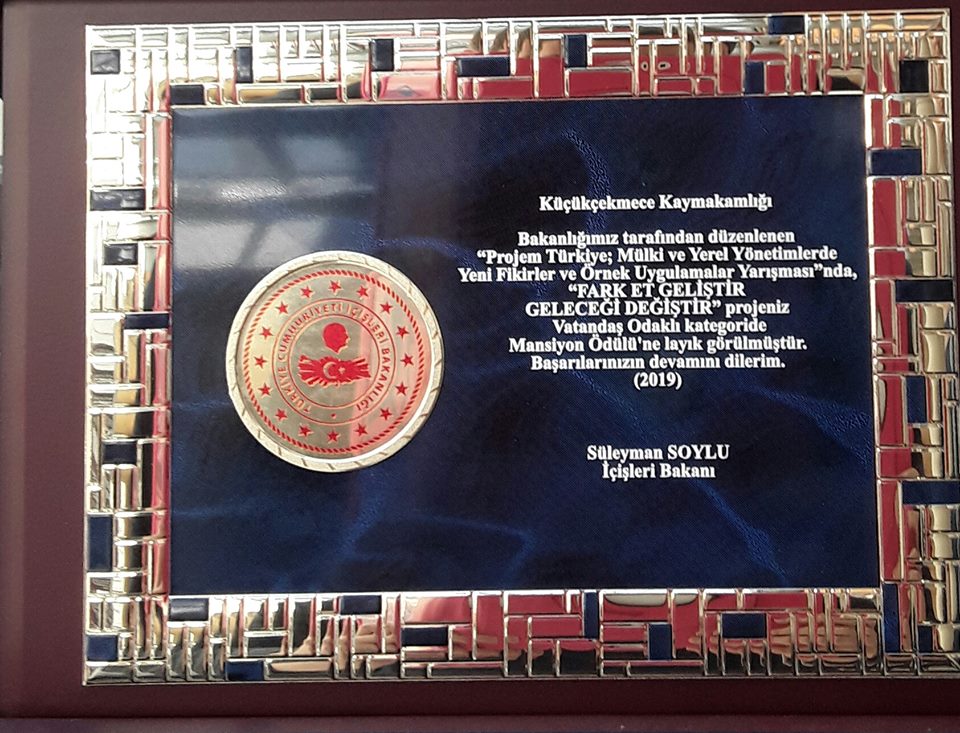 Küçükçekmece Kaymakamlığı
Bakanlığımız tarafından düzenlenen
“Projem Türkiye; Mülki ve Yerel Yönetimlerde
Yeni Fikirler ve Örnek Uygulamalar Yarışması”nda,
“FARK ET GELİŞTİR
GELECEĞİ DEĞİŞTİR” projeniz
Vatandaş Odaklı kategoride
Mansiyon Ödülü'ne layık görülmüştür.
Başarılarınızın devamını dilerim.
(2019)
Süleyman SOYLU
İçişleri Bakanı
TÜRKİYE CUMHURİYETİ İÇİŞLERİ BAKANLIĞI